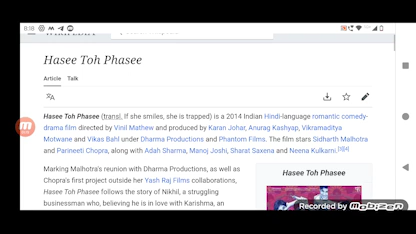 8:18
WIKIPEDIA
Hasee Toh Phasee
Article Talk
Hasee Toh Phasee (transl. If she smiles, she is trapped) is a 2014 Indian Hindi-language romantic comedy-
drama film directed by Vinil Mathew and produced by Karan Johar, Anurag Kashyap, Vikramaditya
Motwane and Vikas Bahl under Dharma Productions and Phantom Films. The film stars Sidharth Malhotra
and Parineeti Chopra, along with Adah Sharma, Manoj Joshi, Sharat Saxena and Neena Kulkarni.[3][4]
Marking Malhotra's reunion with Dharma Productions, as well as
Chopra's first project outside her Yash Raj Films collaborations,
Hasee Toh Phasee follows the story of Nikhil, a struggling
businessman who, believing he is in love with Karishma, an
Hasee Toh Phasee
Recorded by Mobizen